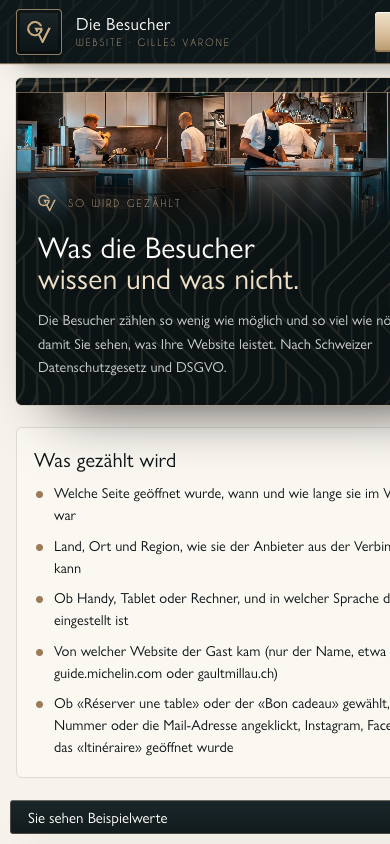 GV
Die Besucher
WEBSITE · GILLES VARONE
GV
SO WIRD GEZÄHLT
Was die Besucher
wissen und was nicht.
Die Besucher zählen so wenig wie möglich und so viel wie
damit Sie sehen, was Ihre Website leistet. Nach Schweizer
Datenschutzgesetz und DSGVO.
Was gezählt wird
Welche Seite geöffnet wurde, wann und wie lange sie im
war
Land, Ort und Region, wie sie der Anbieter aus der
kann
Ob Handy, Tablet oder Rechner, und in welcher Sprache
eingestellt ist
Von welcher Website der Gast kam (nur der Name, etwa
guide.michelin.com oder gaultmillau.ch)
Ob «Réserver une table» oder der «Bon cadeau» gewählt,
Nummer oder die Mail-Adresse angeklickt, Instagram,
das «Itinéraire» geöffnet wurde
Sie sehen Beispielwerte